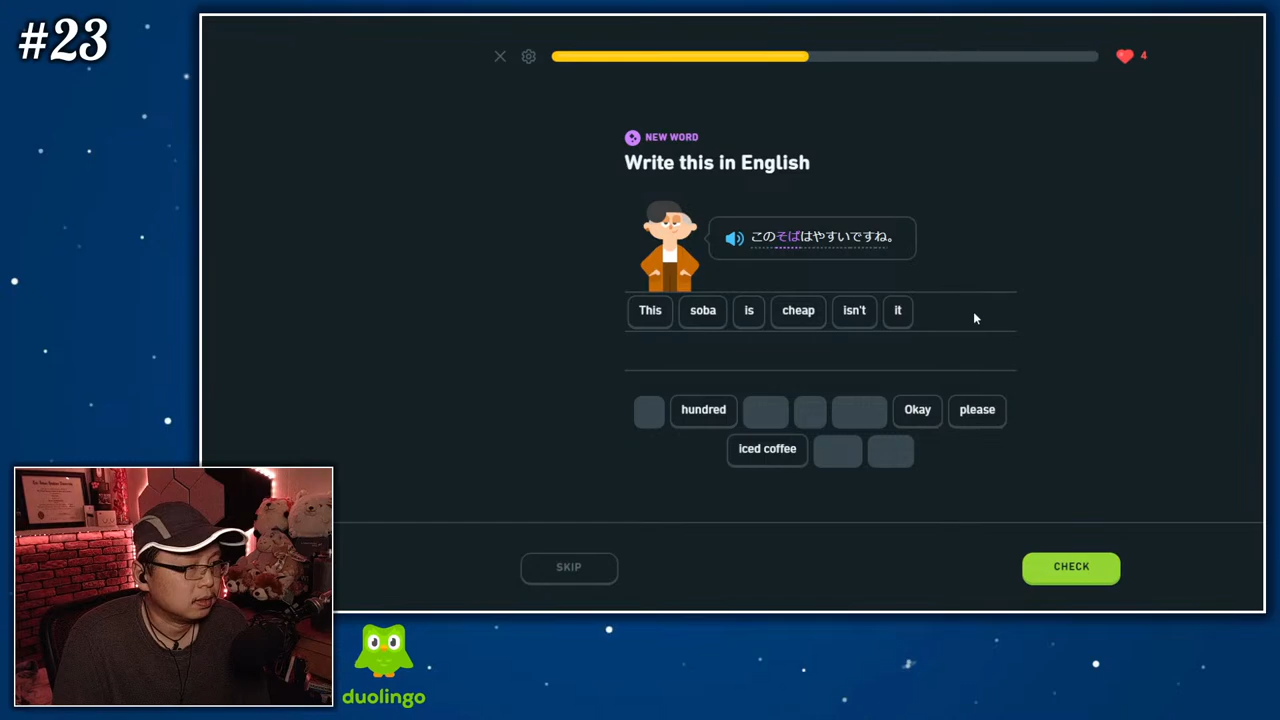 #23
4
NEW WORD
Write this in English
このそばはやすいですね。
This soba is cheap isn't it
hundred Okay please
iced coffee
SKIP CHECK
duolingo